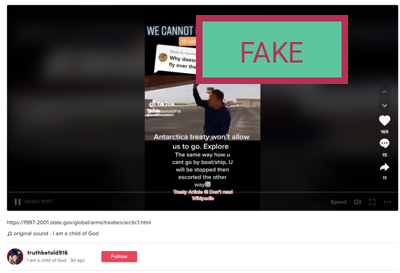 WE CANNOT
FAKE
Why does
fly over the
TikTok
Antarctica treaty won't allow
us to go. Explore
The same way how u
cant go by boat/ship, U
will be stopped then
escorted the other
way
Treaty Article 6! Don't read
Wikipedia
169
15
11
00:00 / 01:57
Speed
https://1997-2001.state.gov/global/arms/treaties/arctic1.html
original sound - I am a child of God
truthbetold916
I am a child of God · 3d ago
Follow